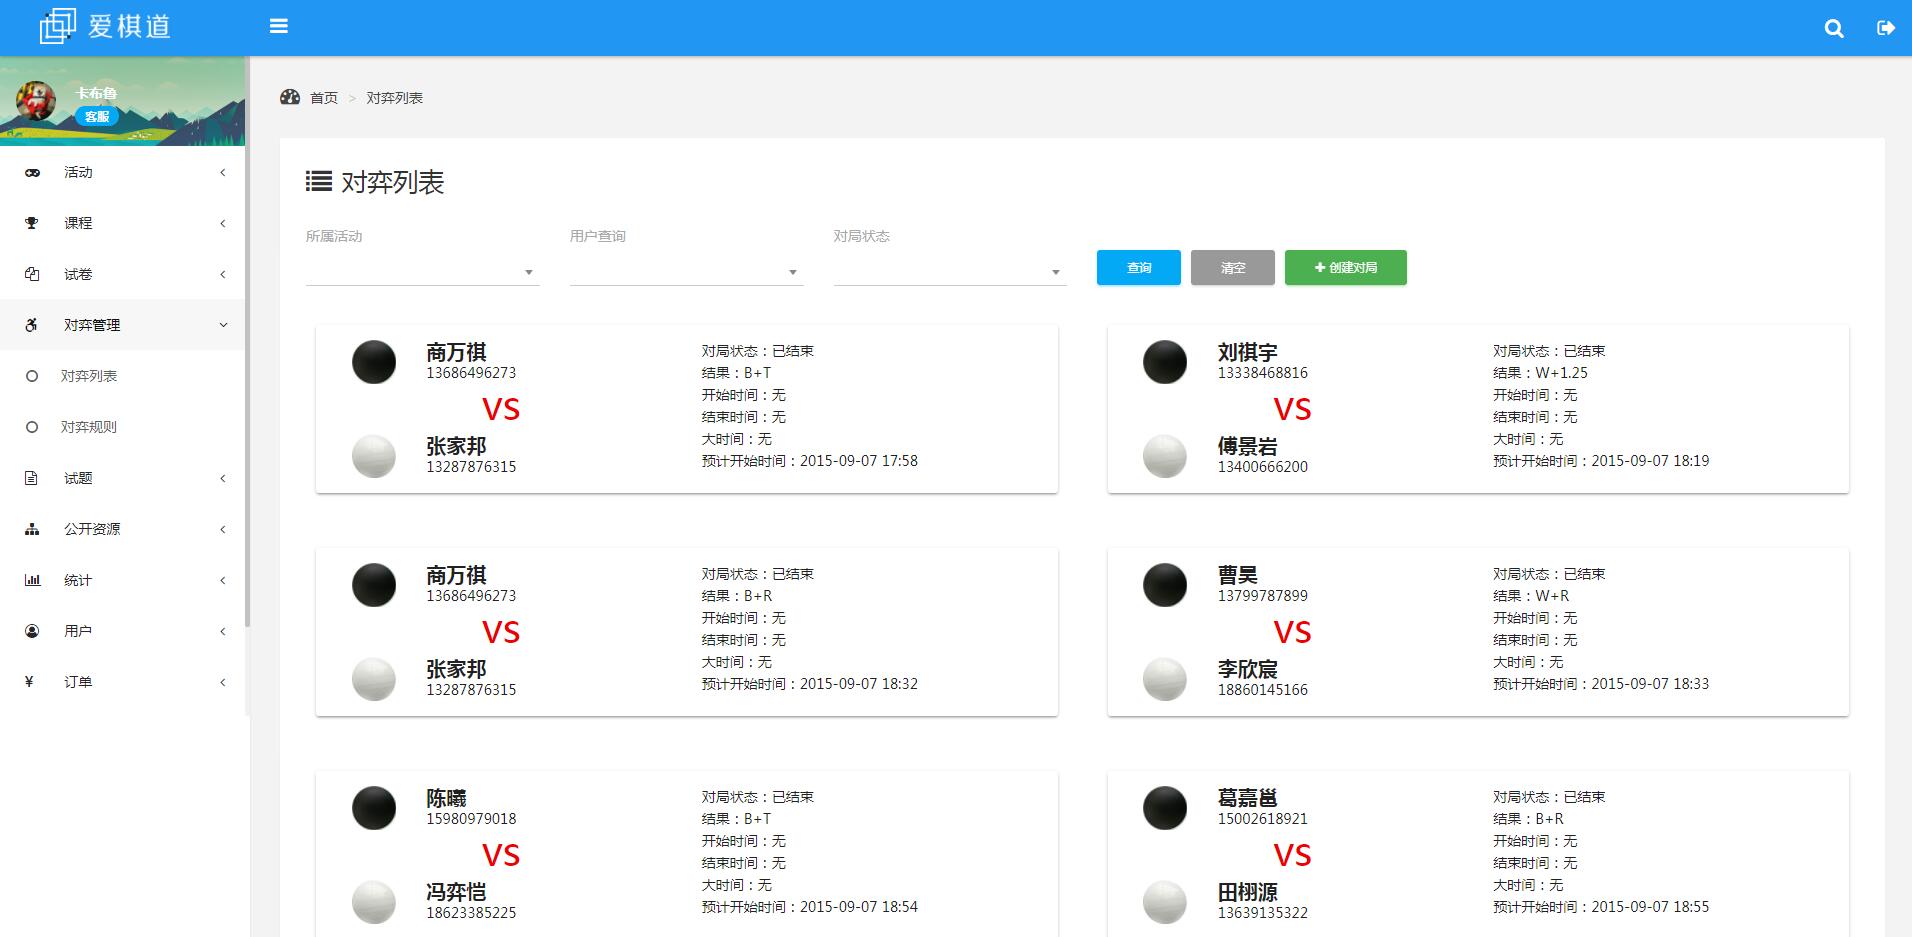 爱棋道
卡布鲁
客服
活动
课程
试卷
对弈管理
对弈列表
对弈规则
试题
公开资源
统计
用户
¥ 订单
首页 > 对弈列表
对弈列表
所属活动 用户查询 对局状态
查询 清空 + 创建对局
商万祺
13686496273
VS
张家邦
13287876315
对局状态：已结束
结果：B+T
开始时间：无
结束时间：无
大时间：无
预计开始时间：2015-09-07 17:58
刘祺宇
13338468816
VS
傅景岩
13400666200
对局状态：已结束
结果：W+1.25
开始时间：无
结束时间：无
大时间：无
预计开始时间：2015-09-07 18:19
商万祺
13686496273
VS
张家邦
13287876315
对局状态：已结束
结果：B+R
开始时间：无
结束时间：无
大时间：无
预计开始时间：2015-09-07 18:32
曹昊
13799787899
VS
李欣宸
18860145166
对局状态：已结束
结果：W+R
开始时间：无
结束时间：无
大时间：无
预计开始时间：2015-09-07 18:33
陈曦
15980979018
VS
冯弈恺
18623385225
对局状态：已结束
结果：B+T
开始时间：无
结束时间：无
大时间：无
预计开始时间：2015-09-07 18:54
葛嘉邕
15002618921
VS
田栩源
13639135322
对局状态：已结束
结果：B+R
开始时间：无
结束时间：无
大时间：无
预计开始时间：2015-09-07 18:55